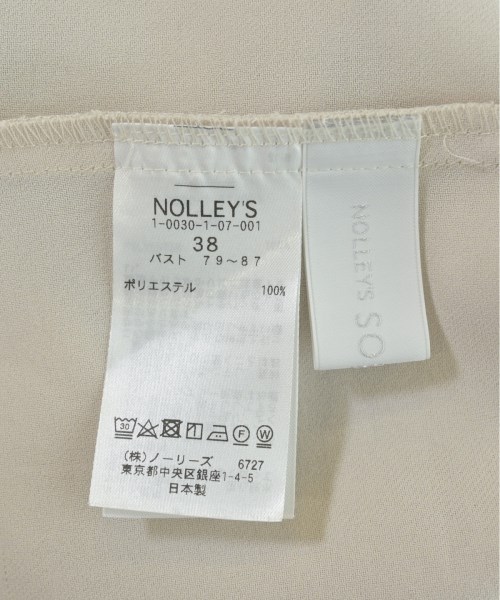 NOLLEY'S
1-0030-1-07-001
38
バスト 79〜87
ポリエステル 100%
30
F
W
(株)ノーリーズ 6727
東京都中央区銀座1-4-5
日本製
NOLLEY'S SO